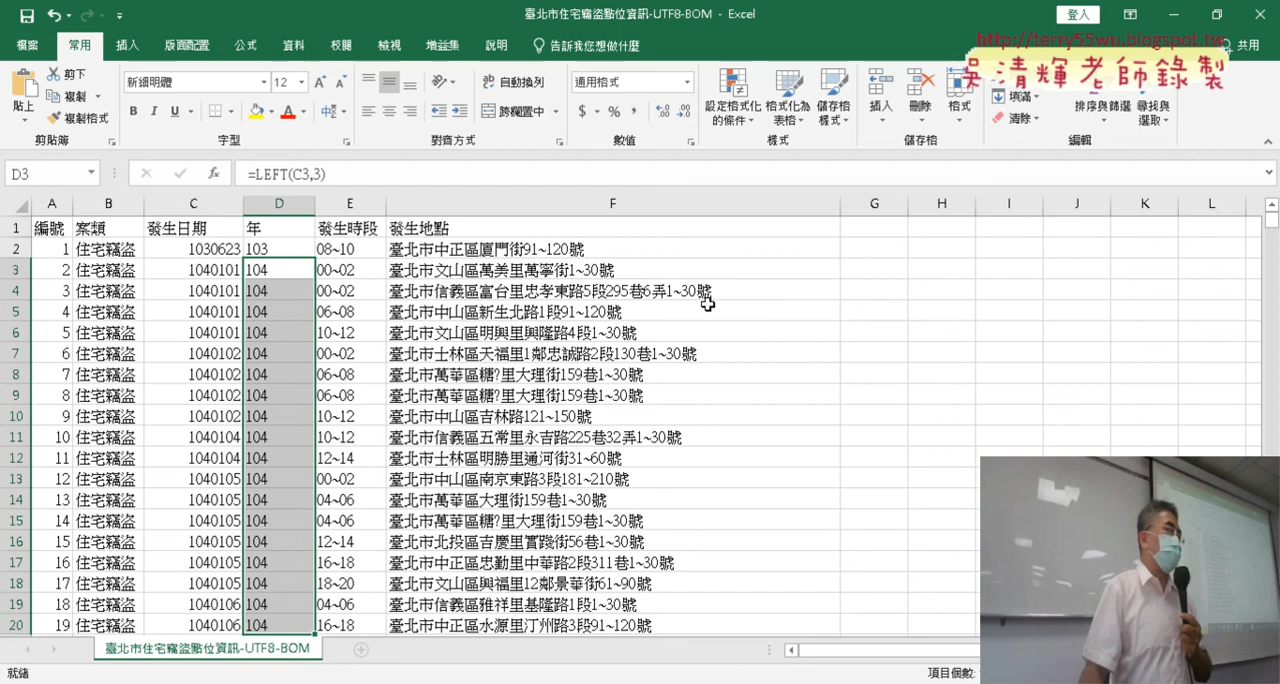 臺北市住宅竊盜點位資訊-UTF8-BOM - Excel
登入
http://terry55wu.blogspot.tw
吳清輝老師錄製
檔案 常用 插入 版面配置 公式 資料 校閱 檢視 增益集 說明 告訴我您想做什麼 共用
貼上 剪下 複製 複製格式 剪貼簿
新細明體 12 A A B I U A 中 字型
自動換列 跨欄置中 對齊方式
通用格式 $ % , 數值
設定格式化的條件 格式化為表格 儲存格樣式 樣式
插入 刪除 格式 儲存格
填滿 清除 排序與篩選 尋找與選取 編輯
D3 fx =LEFT(C3,3)
A B C D E F G H I J K L
1 編號 案類 發生日期 年 發生時段 發生地點
2 1 住宅竊盜 1030623 103 08~10 臺北市中正區廈門街91~120號
3 2 住宅竊盜 1040101 104 00~02 臺北市文山區萬美里萬寧街1~30號
4 3 住宅竊盜 1040101 104 00~02 臺北市信義區富台里忠孝東路5段295巷6弄1~30號
5 4 住宅竊盜 1040101 104 06~08 臺北市中山區新生北路1段91~120號
6 5 住宅竊盜 1040101 104 10~12 臺北市文山區明興里興隆路4段1~30號
7 6 住宅竊盜 1040102 104 00~02 臺北市士林區天福里1鄰忠誠路2段130巷1~30號
8 7 住宅竊盜 1040102 104 06~08 臺北市萬華區糖?里大理街159巷1~30號
9 8 住宅竊盜 1040102 104 06~08 臺北市萬華區糖?里大理街159巷1~30號
10 9 住宅竊盜 1040102 104 10~12 臺北市中山區吉林路121~150號
11 10 住宅竊盜 1040104 104 10~12 臺北市信義區五常里永吉路225巷32弄1~30號
12 11 住宅竊盜 1040104 104 12~14 臺北市士林區明勝里通河街31~60號
13 12 住宅竊盜 1040105 104 00~02 臺北市中山區南京東路3段181~210號
14 13 住宅竊盜 1040105 104 04~06 臺北市萬華區大理街159巷1~30號
15 14 住宅竊盜 1040105 104 04~06 臺北市萬華區糖?里大理街159巷1~30號
16 15 住宅竊盜 1040105 104 12~14 臺北市北投區吉慶里實踐街56巷1~30號
17 16 住宅竊盜 1040105 104 16~18 臺北市中正區忠勤里中華路2段311巷1~30號
18 17 住宅竊盜 1040105 104 18~20 臺北市文山區興福里12鄰景華街61~90號
19 18 住宅竊盜 1040106 104 04~06 臺北市信義區雅祥里基隆路1段1~30號
20 19 住宅竊盜 1040106 104 16~18 臺北市中正區水源里汀州路3段91~120號
臺北市住宅竊盜點位資訊-UTF8-BOM
就緒 項目個數: